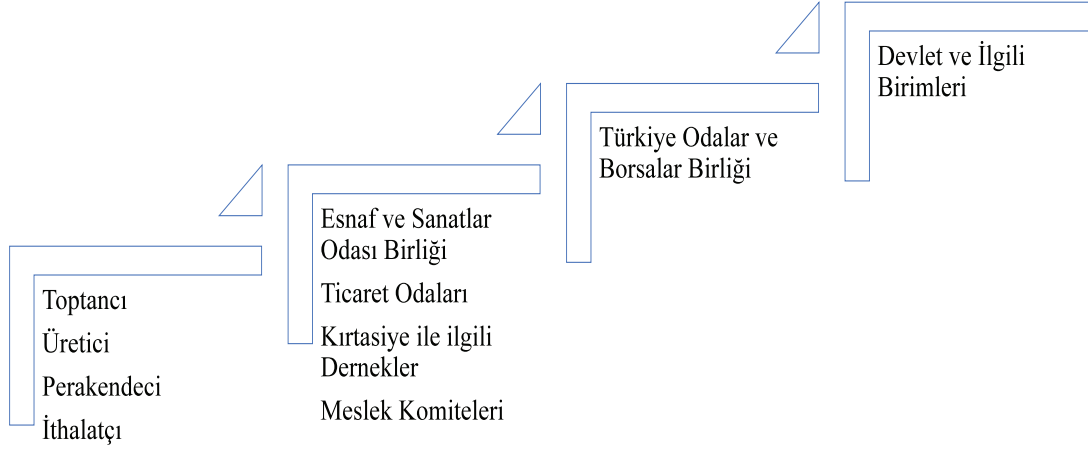 Toptancı
Üretici
Perakendeci
İthalatçı
Esnaf ve Sanatlar
Odası Birliği
Ticaret Odaları
Kırtasiye ile ilgili
Dernekler
Meslek Komiteleri
Türkiye Odalar ve
Borsalar Birliği
Devlet ve İlgili
Birimleri